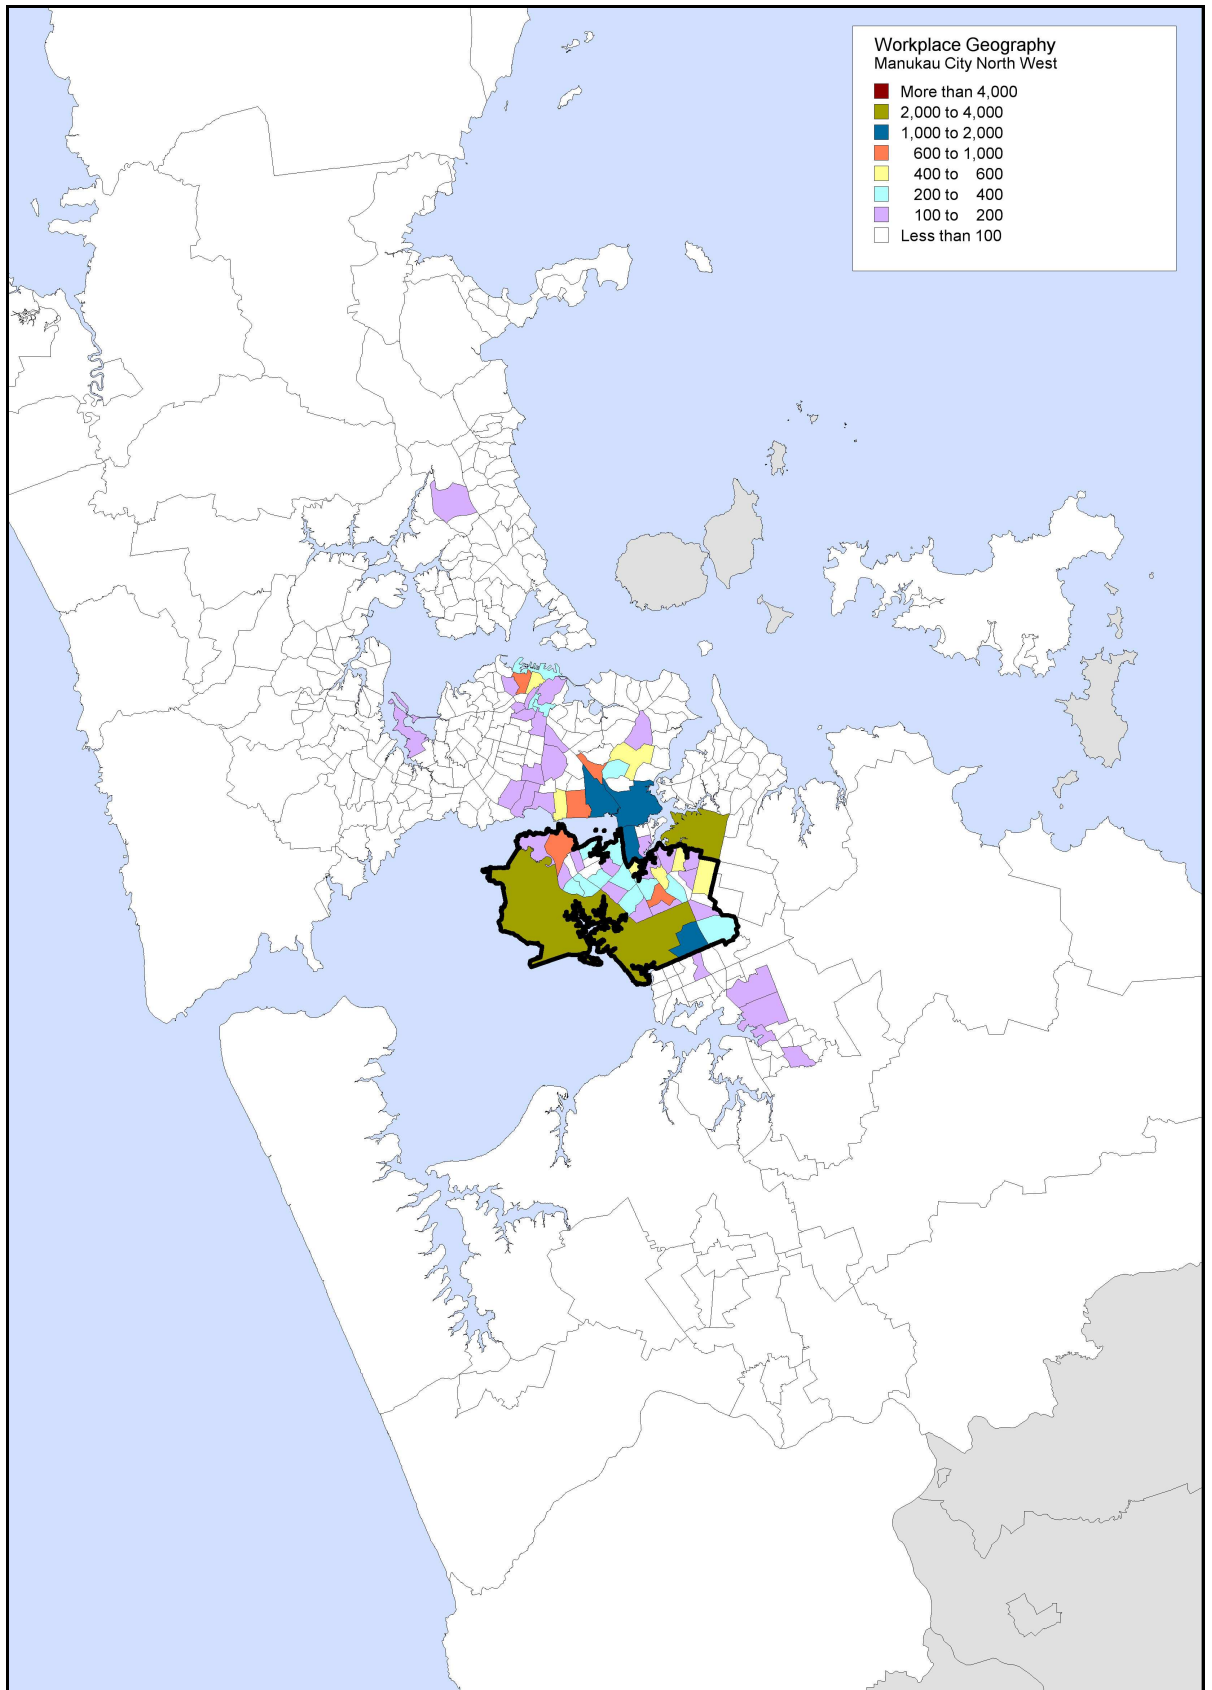 Workplace Geography
Manukau City North West
More than 4,000
2,000 to 4,000
1,000 to 2,000
600 to 1,000
400 to 600
200 to 400
100 to 200
Less than 100